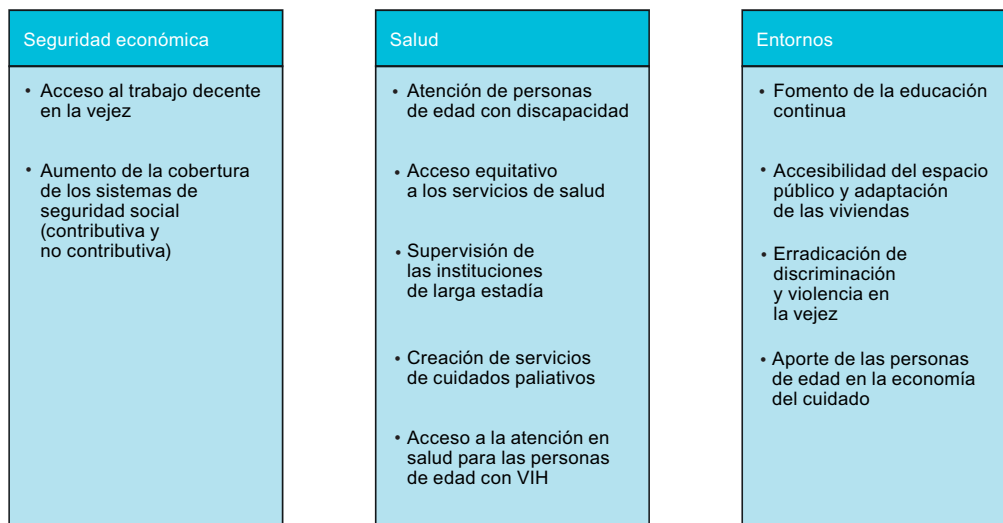 Seguridad económica
• Acceso al trabajo decente
en la vejez
• Aumento de la cobertura
de los sistemas de
seguridad social
(contributiva y
no contributiva)
Salud
• Atención de personas
de edad con discapacidad
• Acceso equitativo
a los servicios de salud
• Supervisión de
las instituciones
de larga estadía
• Creación de servicios
de cuidados paliativos
• Acceso a la atención en
salud para las personas
de edad con VIH
Entornos
• Fomento de la educación
continua
• Accesibilidad del espacio
público y adaptación
de las viviendas
• Erradicación de
discriminación
y violencia en
la vejez
• Aporte de las personas
de edad en la economía
del cuidado